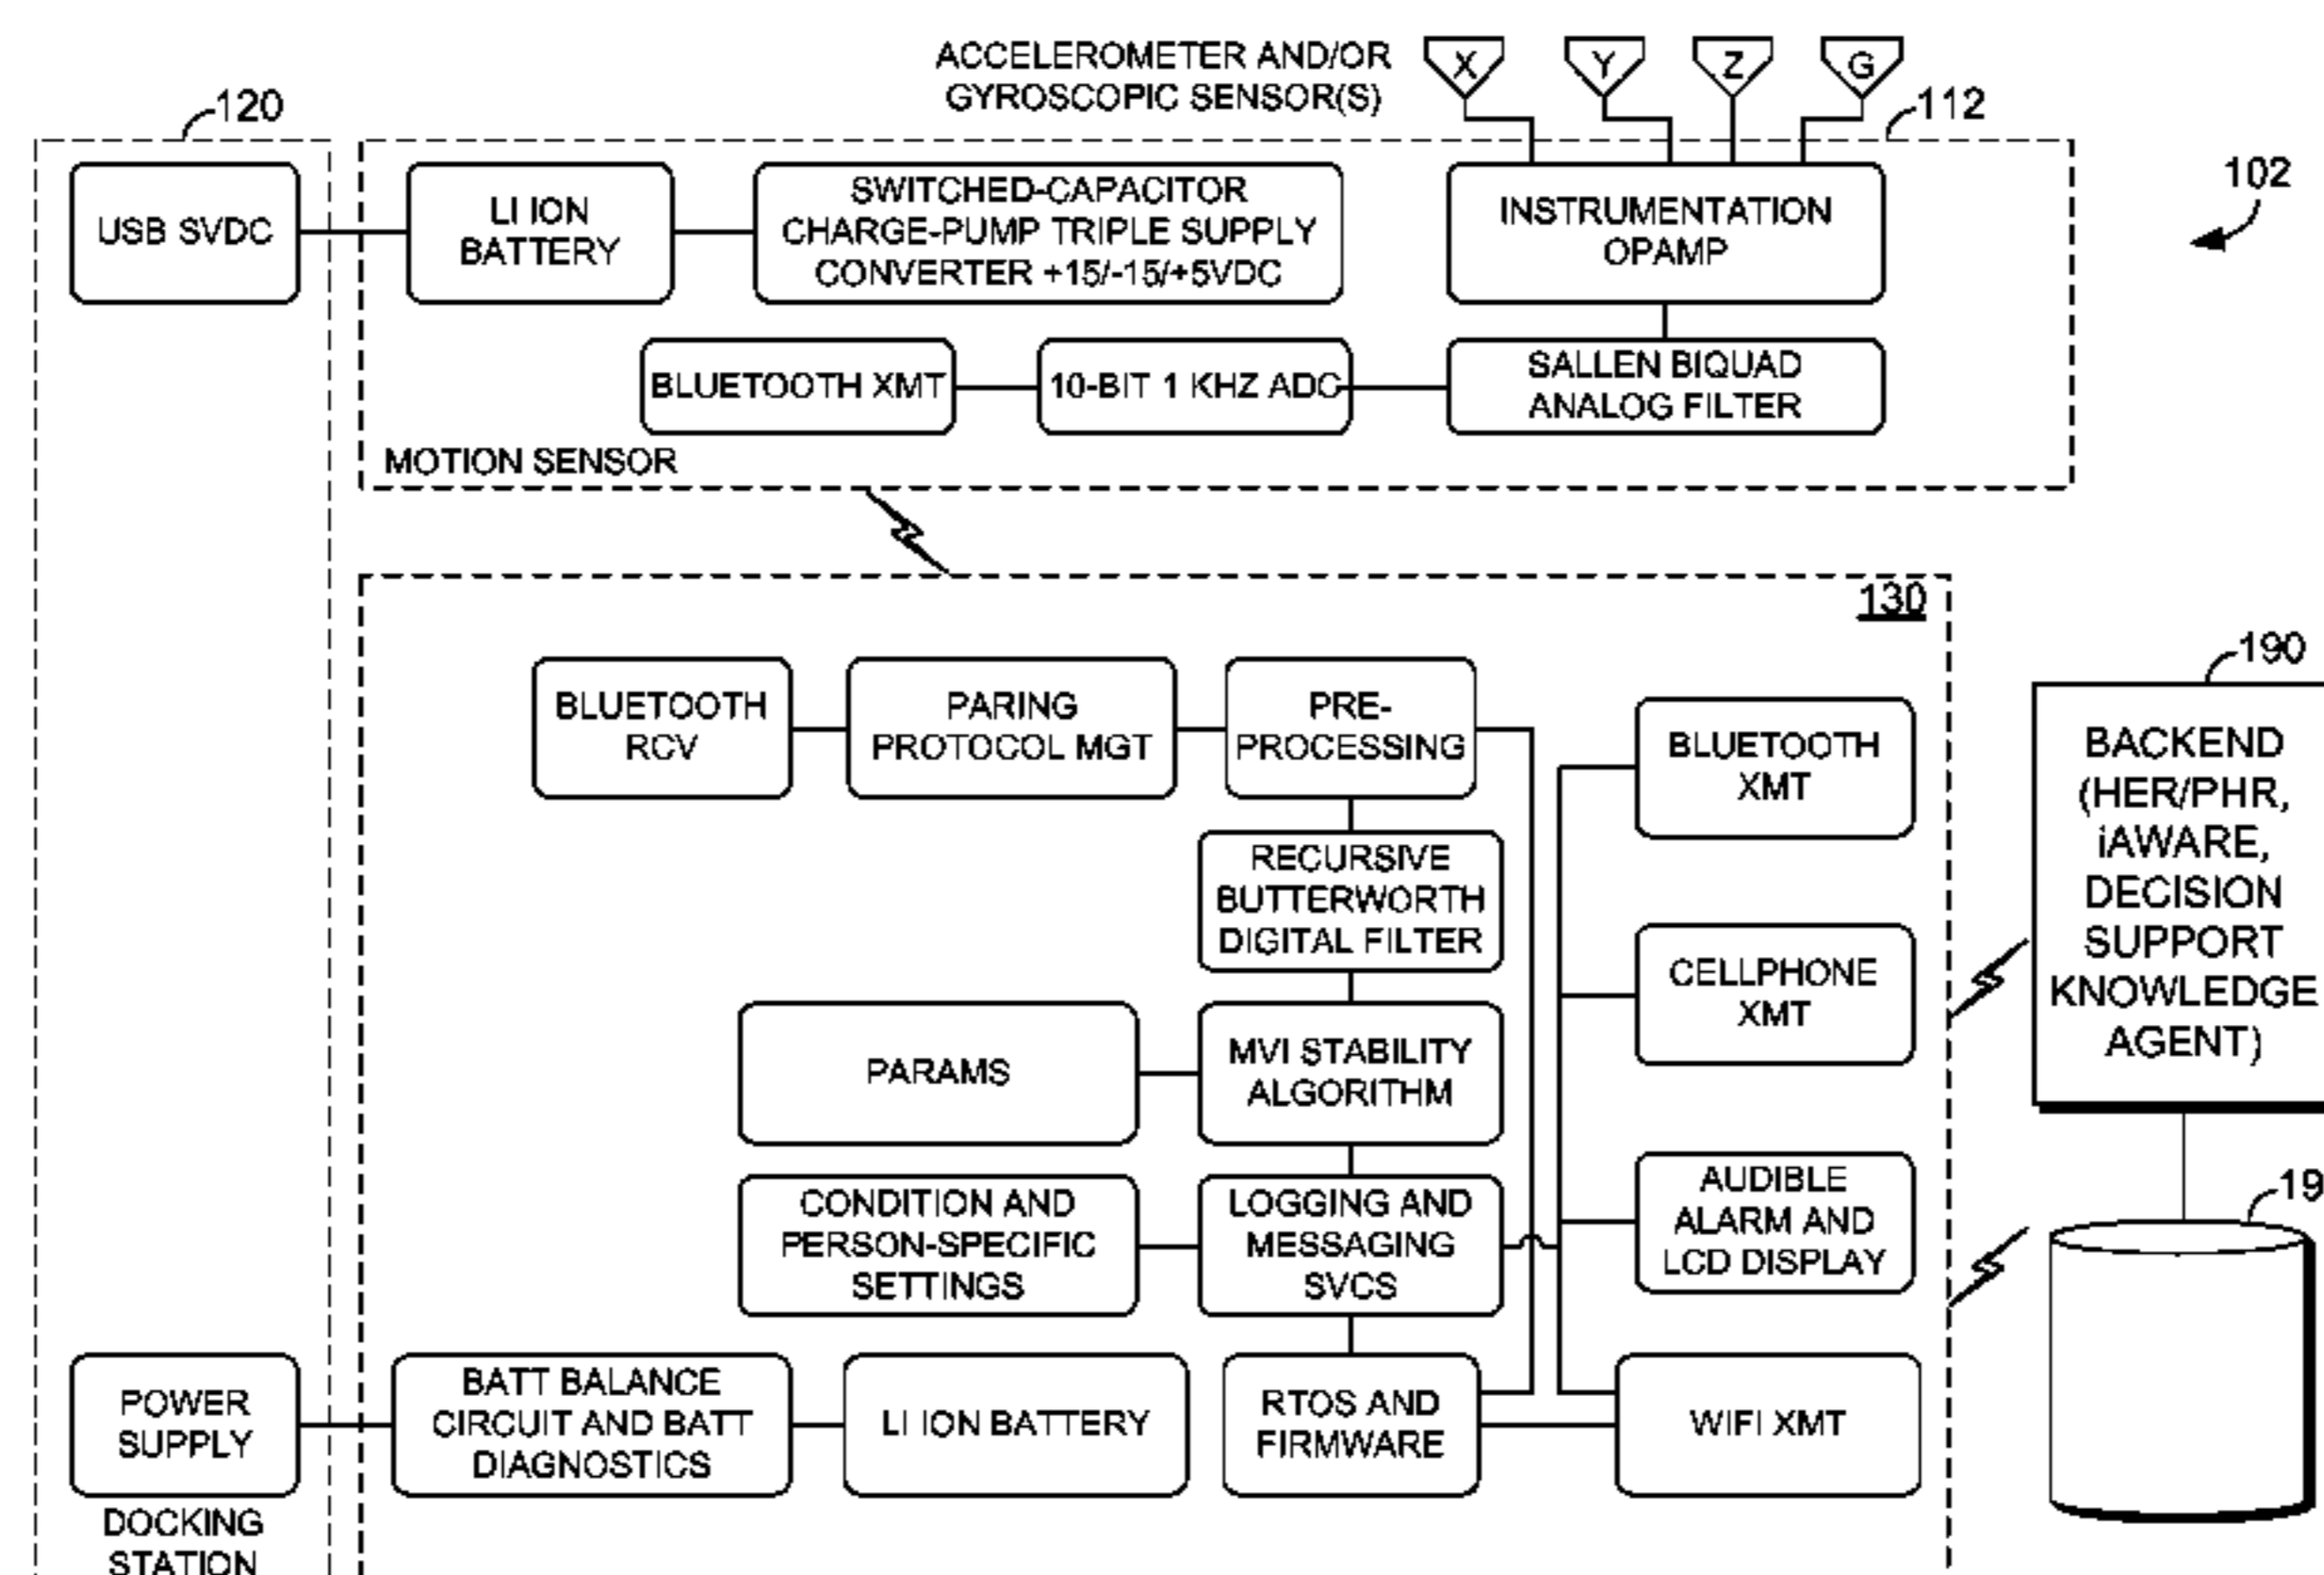 ACCELEROMETER AND/OR
GYROSCOPIC SENSOR(S)
X
Y
Z
G
120
112
102
USB SVDC
LI ION
BATTERY
SWITCHED-CAPACITOR
CHARGE-PUMP TRIPLE SUPPLY
CONVERTER +15/-15/+5VDC
INSTRUMENTATION
OPAMP
BLUETOOTH XMT
10-BIT 1 KHZ ADC
SALLEN BIQUAD
ANALOG FILTER
MOTION SENSOR
130
190
BLUETOOTH
RCV
PARING
PROTOCOL MGT
PRE-
PROCESSING
BLUETOOTH
XMT
BACKEND
(HER/PHR,
iAWARE,
DECISION
SUPPORT
KNOWLEDGE
AGENT)
RECURSIVE
BUTTERWORTH
DIGITAL FILTER
CELLPHONE
XMT
PARAMS
MVI STABILITY
ALGORITHM
CONDITION AND
PERSON-SPECIFIC
SETTINGS
LOGGING AND
MESSAGING
SVCS
AUDIBLE
ALARM AND
LCD DISPLAY
19
POWER
SUPPLY
BATT BALANCE
CIRCUIT AND BATT
DIAGNOSTICS
LI ION BATTERY
RTOS AND
FIRMWARE
WIFI XMT
DOCKING
STATION